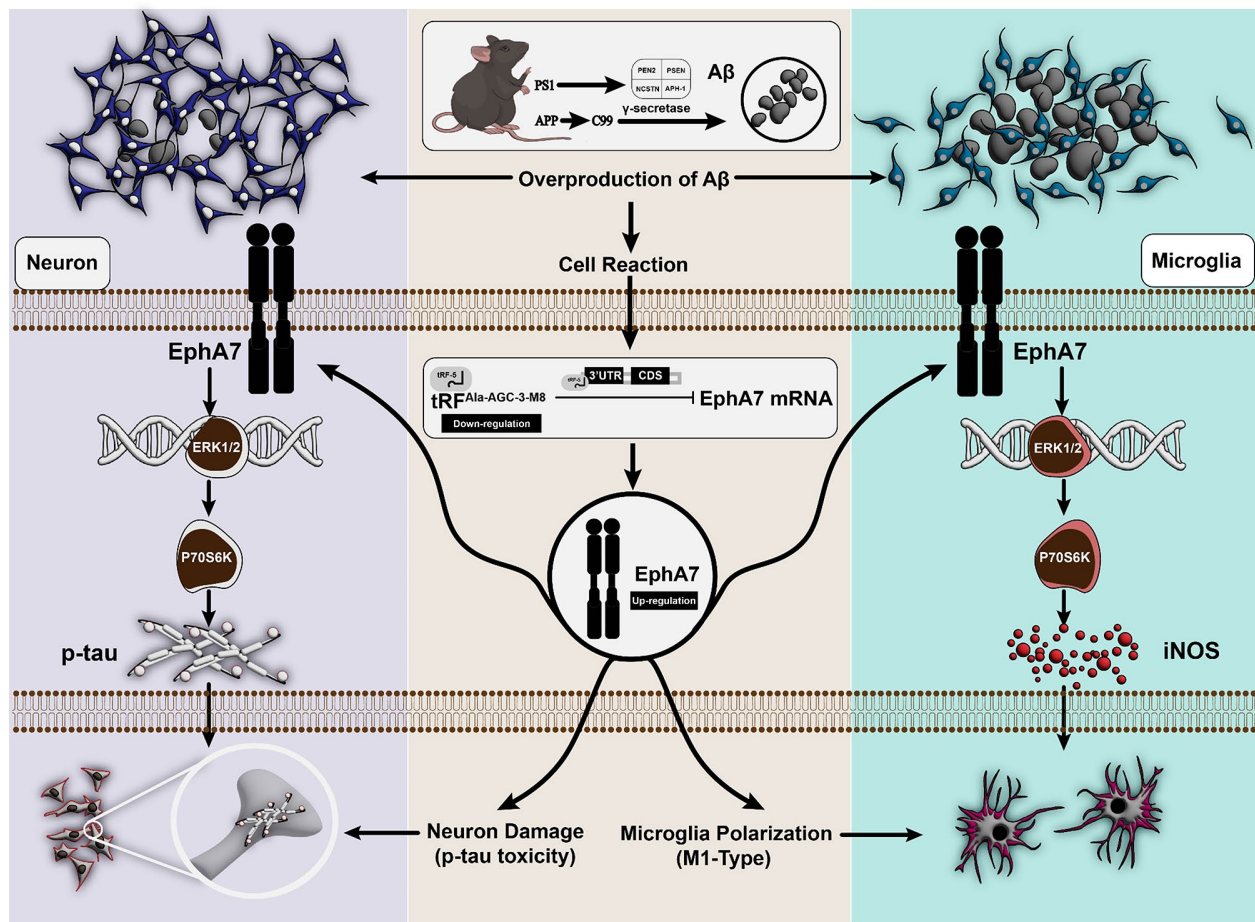 PS1
PEN2 PSEN
NCSTN APH-1
γ-secretase
Aβ
APP C99
Overproduction of Aβ
Cell Reaction
Neuron
Microglia
EphA7
EphA7
tRF-5
tRF-5 3'UTR CDS
tRFAla-AGC-3-M8
EphA7 mRNA
Down-regulation
ERK1/2
P70S6K
p-tau
EphA7
Up-regulation
ERK1/2
P70S6K
iNOS
Neuron Damage
(p-tau toxicity)
Microglia Polarization
(M1-Type)